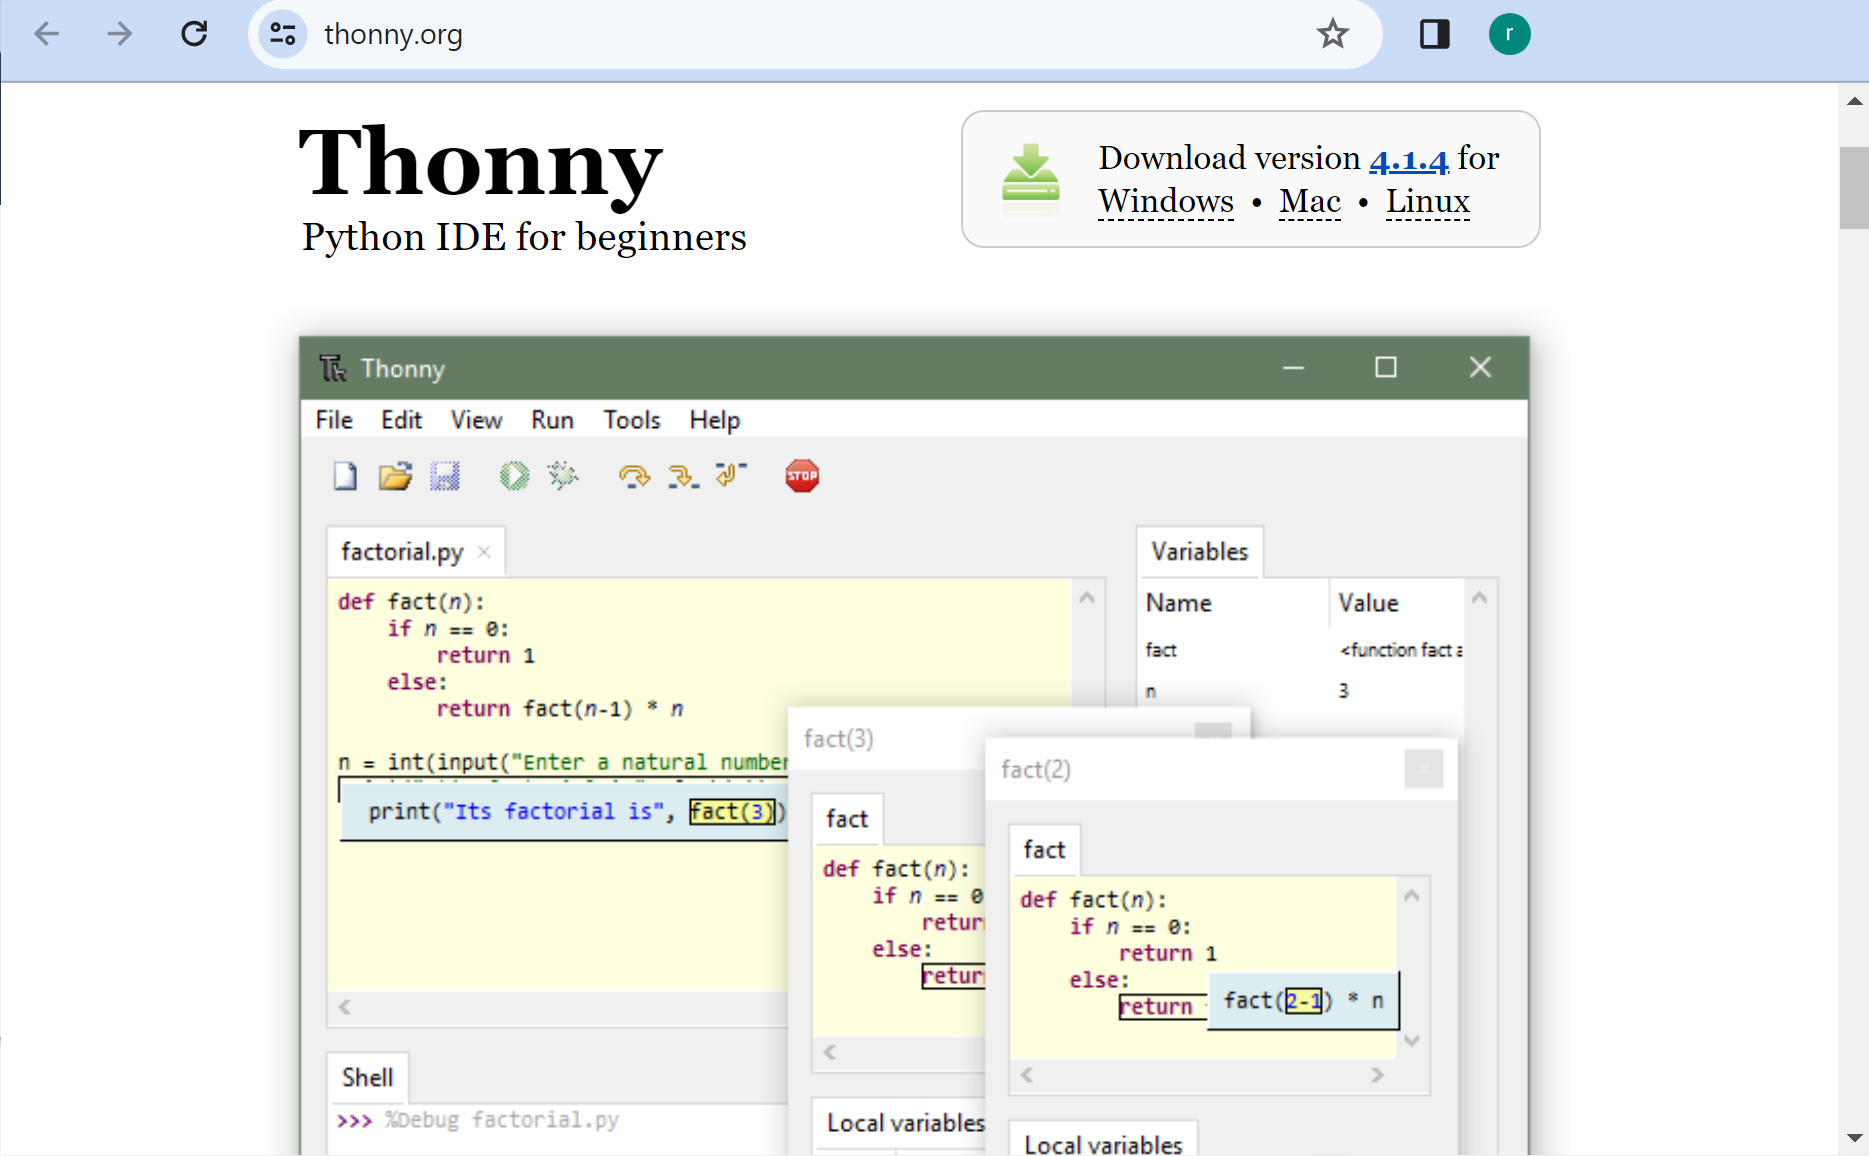 thonny.org
r
Thonny
Python IDE for beginners
Download version 4.1.4 for
Windows • Mac • Linux
Thonny
File Edit View Run Tools Help
STOP
factorial.py
def fact(n):
    if n == 0:
        return 1
    else:
        return fact(n-1) * n
n = int(input("Enter a natural number
print("Its factorial is", fact(3))
Variables
Name Value
fact <function fact a
n 3
fact(3)
fact
def fact(n):
    if n == 0
        return
    else:
        return
Local variables
fact(2)
fact
def fact(n):
    if n == 0:
        return 1
    else:
        return fact(2-1) * n
Local variables
Shell
>>> %Debug factorial.py